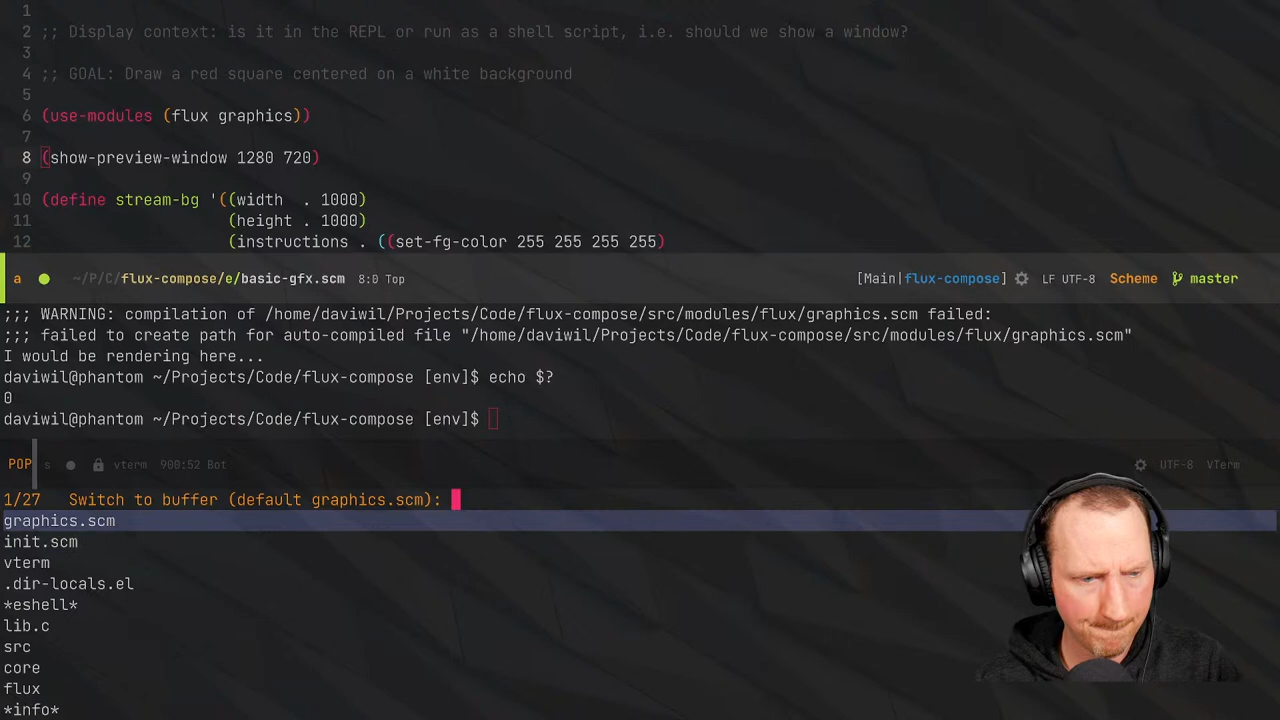 1
2 ;; Display context: is it in the REPL or run as a shell script, i.e. should we show a window?
3
4 ;; GOAL: Draw a red square centered on a white background
5
6 (use-modules (flux graphics))
7
8 (show-preview-window 1280 720)
9
10 (define stream-bg '((width  . 1000)
11 (height . 1000)
12 (instructions . ((set-fg-color 255 255 255 255)
a ~/P/C/flux-compose/e/basic-gfx.scm 8:0 Top [Main|flux-compose] LF UTF-8 Scheme master
;;; WARNING: compilation of /home/daviwil/Projects/Code/flux-compose/src/modules/flux/graphics.scm failed:
;;; failed to create path for auto-compiled file "/home/daviwil/Projects/Code/flux-compose/src/modules/flux/graphics.scm"
I would be rendering here...
daviwil@phantom ~/Projects/Code/flux-compose [env]$ echo $?
0
daviwil@phantom ~/Projects/Code/flux-compose [env]$
POP s vterm 900:52 Bot UTF-8 VTerm
1/27 Switch to buffer (default graphics.scm):
graphics.scm
init.scm
vterm
.dir-locals.el
*eshell*
lib.c
src
core
flux
*info*